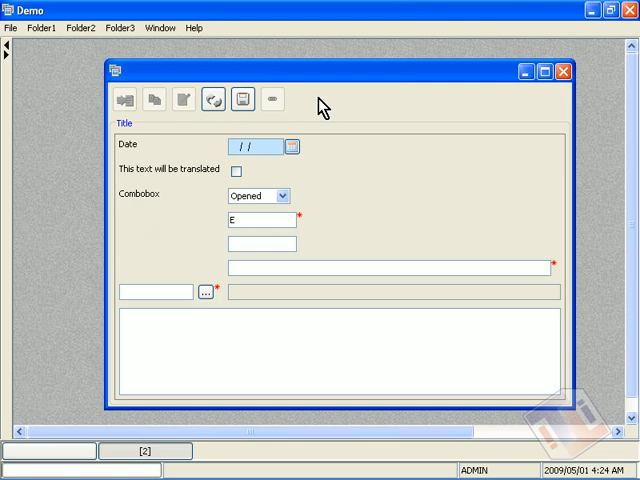 Demo
File Folder1 Folder2 Folder3 Window Help
Title
Date / /
This text will be translated
Combobox Opened
E *
*
... *
[2]
ADMIN 2009/05/01 4:24 AM